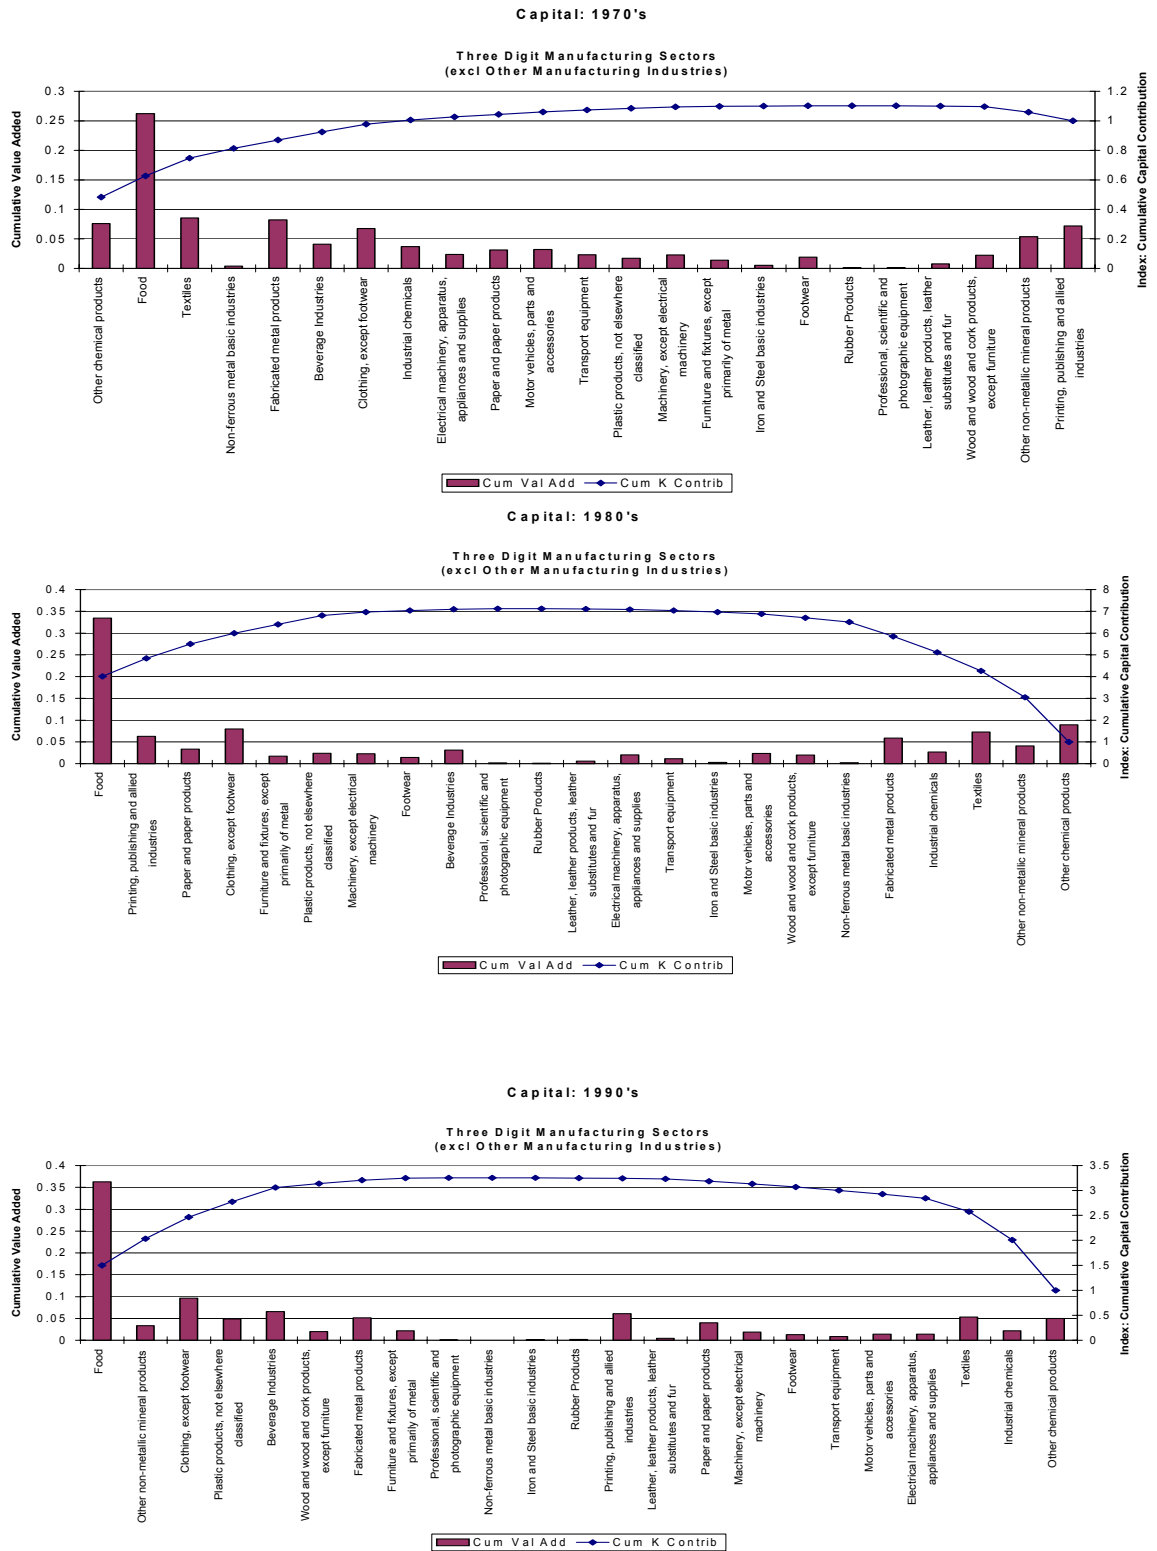 Capital: 1970's
Three Digit Manufacturing Sectors
(excl Other Manufacturing Industries)
Cumulative Value Added
0.3
0.25
0.2
0.15
0.1
0.05
0
1.2
1
0.8
0.6
0.4
0.2
0
Index: Cumulative Capital Contribution
Other chemical products
Food
Textiles
Non-ferrous metal basic industries
Fabricated metal products
Beverage Industries
Clothing, except footwear
Industrial chemicals
Electrical machinery, apparatus,
appliances and supplies
Paper and paper products
Motor vehicles, parts and
accessories
Transport equipment
Plastic products, not elsewhere
classified
Machinery, except electrical
machinery
Furniture and fixtures, except
primarily of metal
Iron and Steel basic industries
Footwear
Rubber Products
Professional, scientific and
photographic equipment
Leather, leather products, leather
substitutes and fur
Wood and wood and cork products,
except furniture
Other non-metallic mineral products
Printing, publishing and allied
industries
Cum Val Add
Cum K Contrib
Capital: 1980's
Three Digit Manufacturing Sectors
(excl Other Manufacturing Industries)
Cumulative Value Added
0.4
0.35
0.3
0.25
0.2
0.15
0.1
0.05
0
8
7
6
5
4
3
2
1
0
Index: Cumulative Capital Contribution
Food
Printing, publishing and allied
industries
Paper and paper products
Clothing, except footwear
Furniture and fixtures, except
primarily of metal
Plastic products, not elsewhere
classified
Machinery, except electrical
machinery
Footwear
Beverage Industries
Professional, scientific and
photographic equipment
Rubber Products
Leather, leather products, leather
substitutes and fur
Electrical machinery, apparatus,
appliances and supplies
Transport equipment
Iron and Steel basic industries
Motor vehicles, parts and
accessories
Wood and wood and cork products,
except furniture
Non-ferrous metal basic industries
Fabricated metal products
Industrial chemicals
Textiles
Other non-metallic mineral products
Other chemical products
Cum Val Add
Cum K Contrib
Capital: 1990's
Three Digit Manufacturing Sectors
(excl Other Manufacturing Industries)
Cumulative Value Added
0.4
0.35
0.3
0.25
0.2
0.15
0.1
0.05
0
3.5
3
2.5
2
1.5
1
0.5
0
Index: Cumulative Capital Contribution
Food
Other non-metallic mineral products
Clothing, except footwear
Plastic products, not elsewhere
classified
Beverage Industries
Wood and wood and cork products,
except furniture
Fabricated metal products
Furniture and fixtures, except
primarily of metal
Professional, scientific and
photographic equipment
Non-ferrous metal basic industries
Iron and Steel basic industries
Rubber Products
Printing, publishing and allied
industries
Leather, leather products, leather
substitutes and fur
Paper and paper products
Machinery, except electrical
machinery
Footwear
Transport equipment
Motor vehicles, parts and
accessories
Electrical machinery, apparatus,
appliances and supplies
Textiles
Industrial chemicals
Other chemical products
Cum Val Add
Cum K Contrib